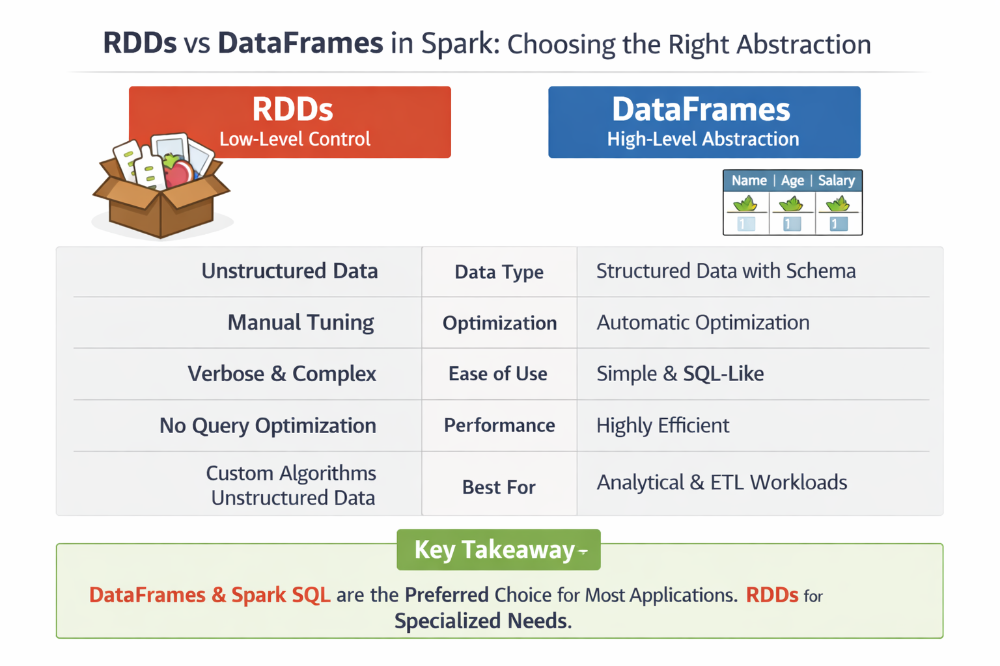 RDDs vs DataFrames in Spark: Choosing the Right Abstraction
RDDs
Low-Level Control
DataFrames
High-Level Abstraction
Name | Age | Salary
1 1 1
Unstructured Data Data Type Structured Data with Schema
Manual Tuning Optimization Automatic Optimization
Verbose & Complex Ease of Use Simple & SQL-Like
No Query Optimization Performance Highly Efficient
Custom Algorithms
Unstructured Data
Best For
Analytical & ETL Workloads
Key Takeaway
DataFrames & Spark SQL are the Preferred Choice for Most Applications. RDDs for
Specialized Needs.